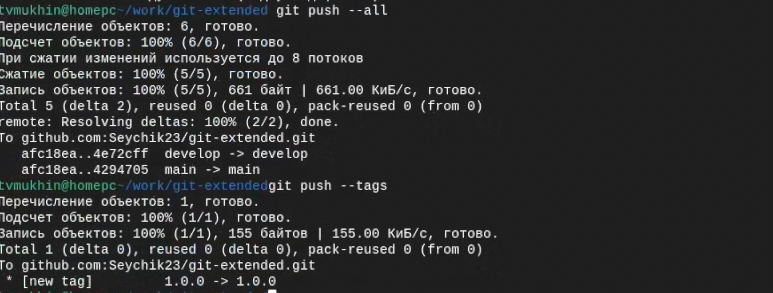 tvmukhin@homepc~/work/git-extended git push --all
Перечисление объектов: 6, готово.
Подсчет объектов: 100% (6/6), готово.
При сжатии изменений используется до 8 потоков
Сжатие объектов: 100% (5/5), готово.
Запись объектов: 100% (5/5), 661 байт | 661.00 КиБ/с, готово.
Total 5 (delta 2), reused 0 (delta 0), pack-reused 0 (from 0)
remote: Resolving deltas: 100% (2/2), done.
To github.com:Seychik23/git-extended.git
   afc18ea..4e72cff  develop -> develop
   afc18ea..4294705  main -> main
tvmukhin@homepc~/work/git-extendedgit push --tags
Перечисление объектов: 1, готово.
Подсчет объектов: 100% (1/1), готово.
Запись объектов: 100% (1/1), 155 байтов | 155.00 КиБ/с, готово.
Total 1 (delta 0), reused 0 (delta 0), pack-reused 0 (from 0)
To github.com:Seychik23/git-extended.git
 * [new tag]         1.0.0 -> 1.0.0